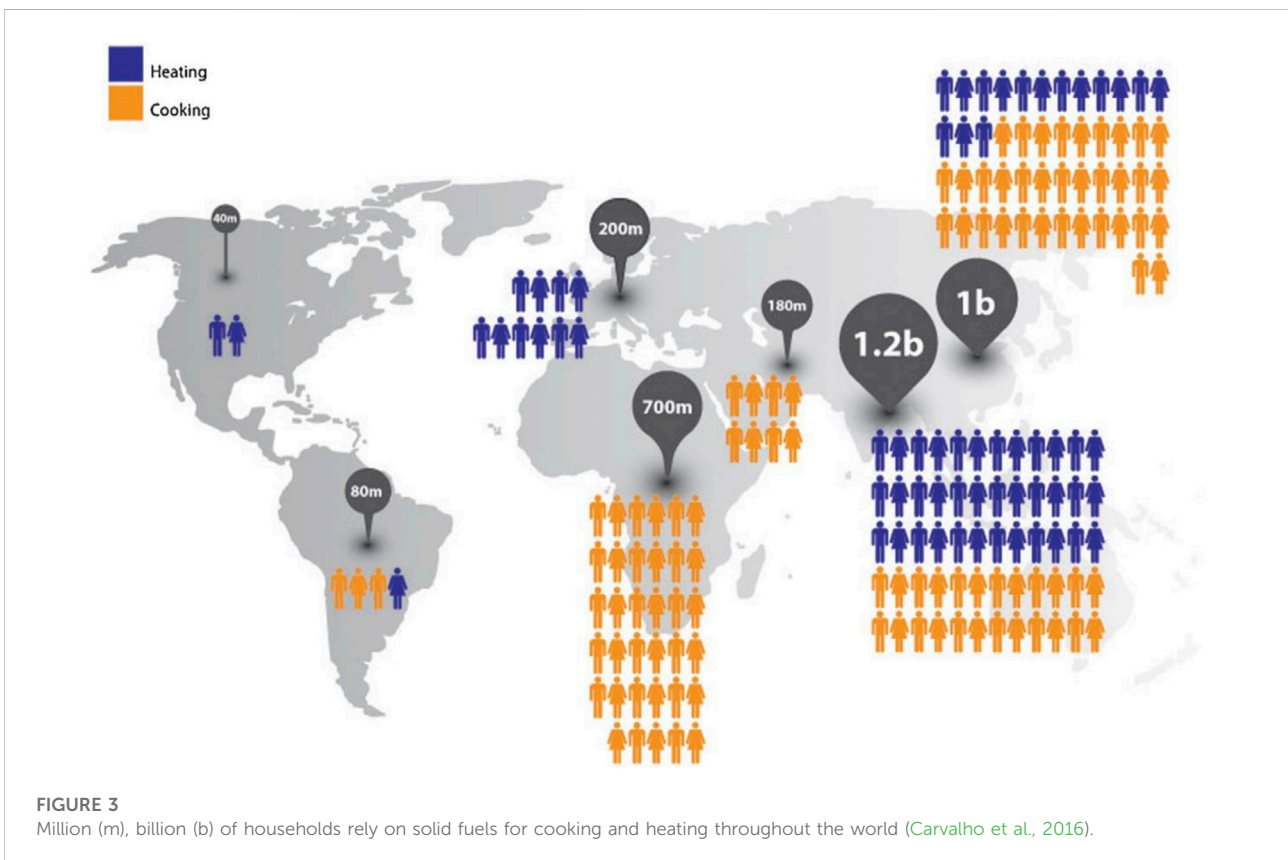 Heating
Cooking
40m
200m
180m
1b
1.2b
700m
80m
FIGURE 3
Million (m), billion (b) of households rely on solid fuels for cooking and heating throughout the world (Carvalho et al., 2016).